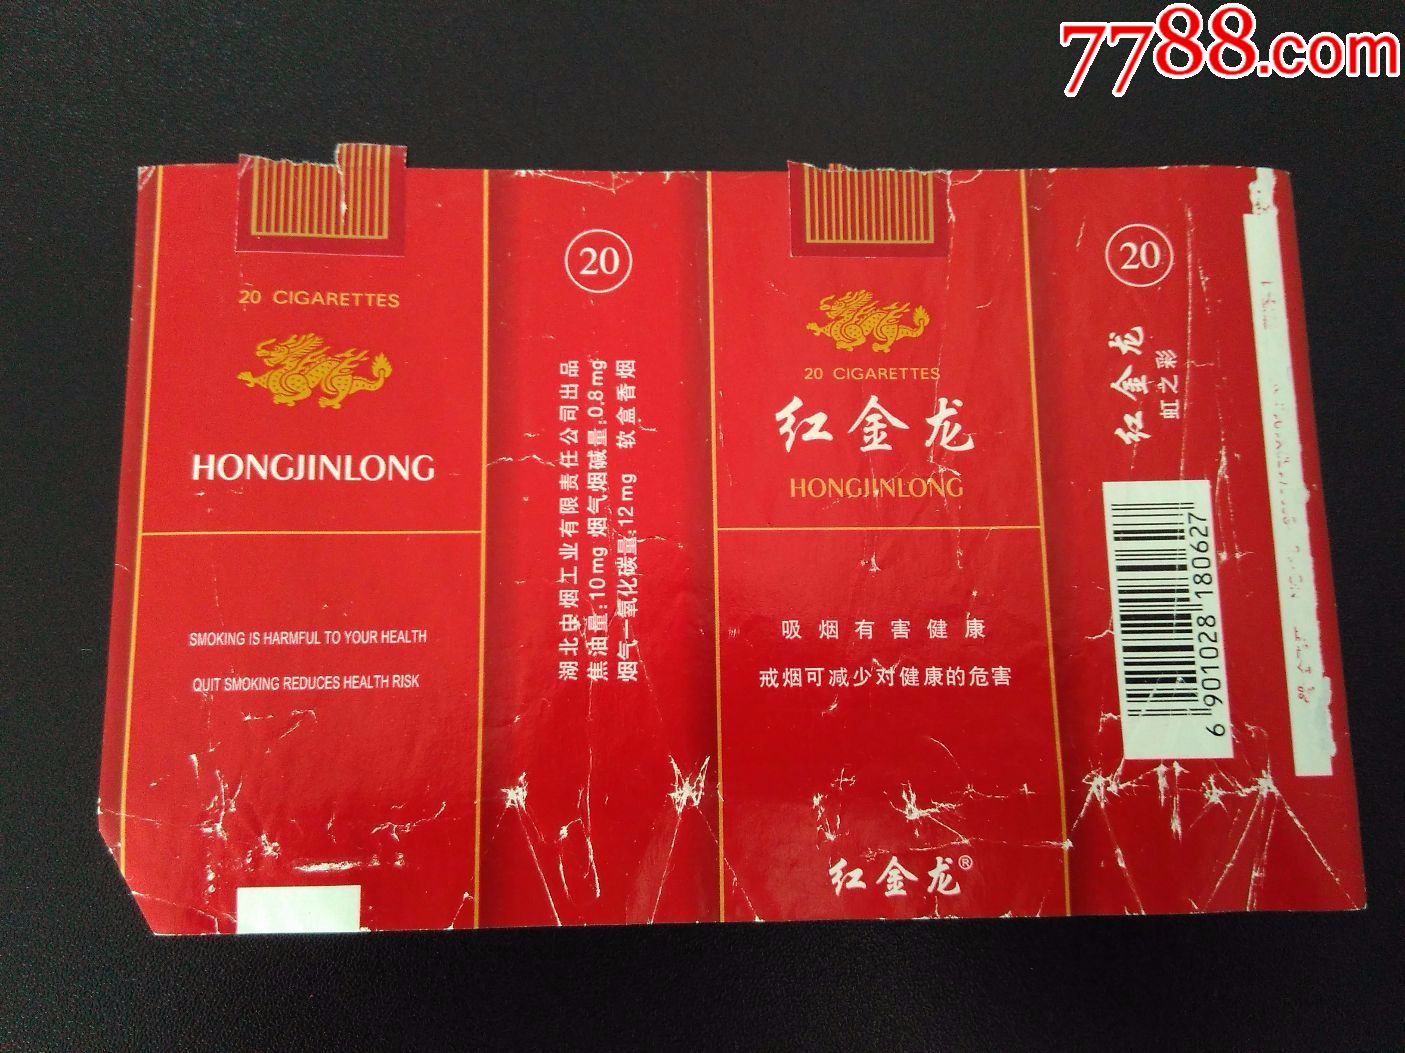 7788.com
20 CIGARETTES
HONGJINLONG
SMOKING IS HARMFUL TO YOUR HEALTH
QUIT SMOKING REDUCES HEALTH RISK
20
湖北中烟工业有限责任公司出品
焦油量:10mg 烟气烟碱量:0.8mg
烟气一氧化碳量:12mg 软盒香烟
20 CIGARETTES
红金龙
HONGJINLONG
吸烟有害健康
戒烟可减少对健康的危害
红金龙®
20
红金龙
虹之彩
6 901028 180627